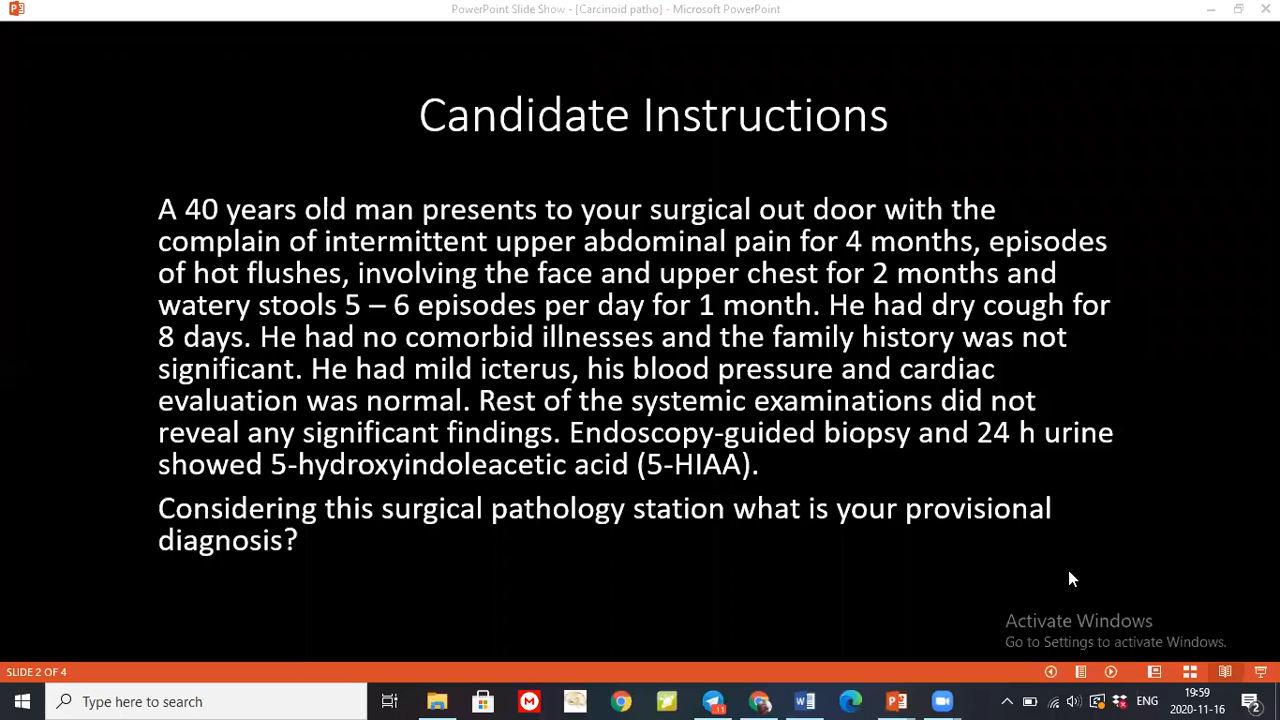 PowerPoint Slide Show - [Carcinoid patho] - Microsoft PowerPoint
Candidate Instructions
A 40 years old man presents to your surgical out door with the
complain of intermittent upper abdominal pain for 4 months, episodes
of hot flushes, involving the face and upper chest for 2 months and
watery stools 5 – 6 episodes per day for 1 month. He had dry cough for
8 days. He had no comorbid illnesses and the family history was not
significant. He had mild icterus, his blood pressure and cardiac
evaluation was normal. Rest of the systemic examinations did not
reveal any significant findings. Endoscopy-guided biopsy and 24 h urine
showed 5-hydroxyindoleacetic acid (5-HIAA).
Considering this surgical pathology station what is your provisional
diagnosis?
Activate Windows
Go to Settings to activate Windows.
SLIDE 2 OF 4
Type here to search
11
ENG
19:59
2020-11-16
2